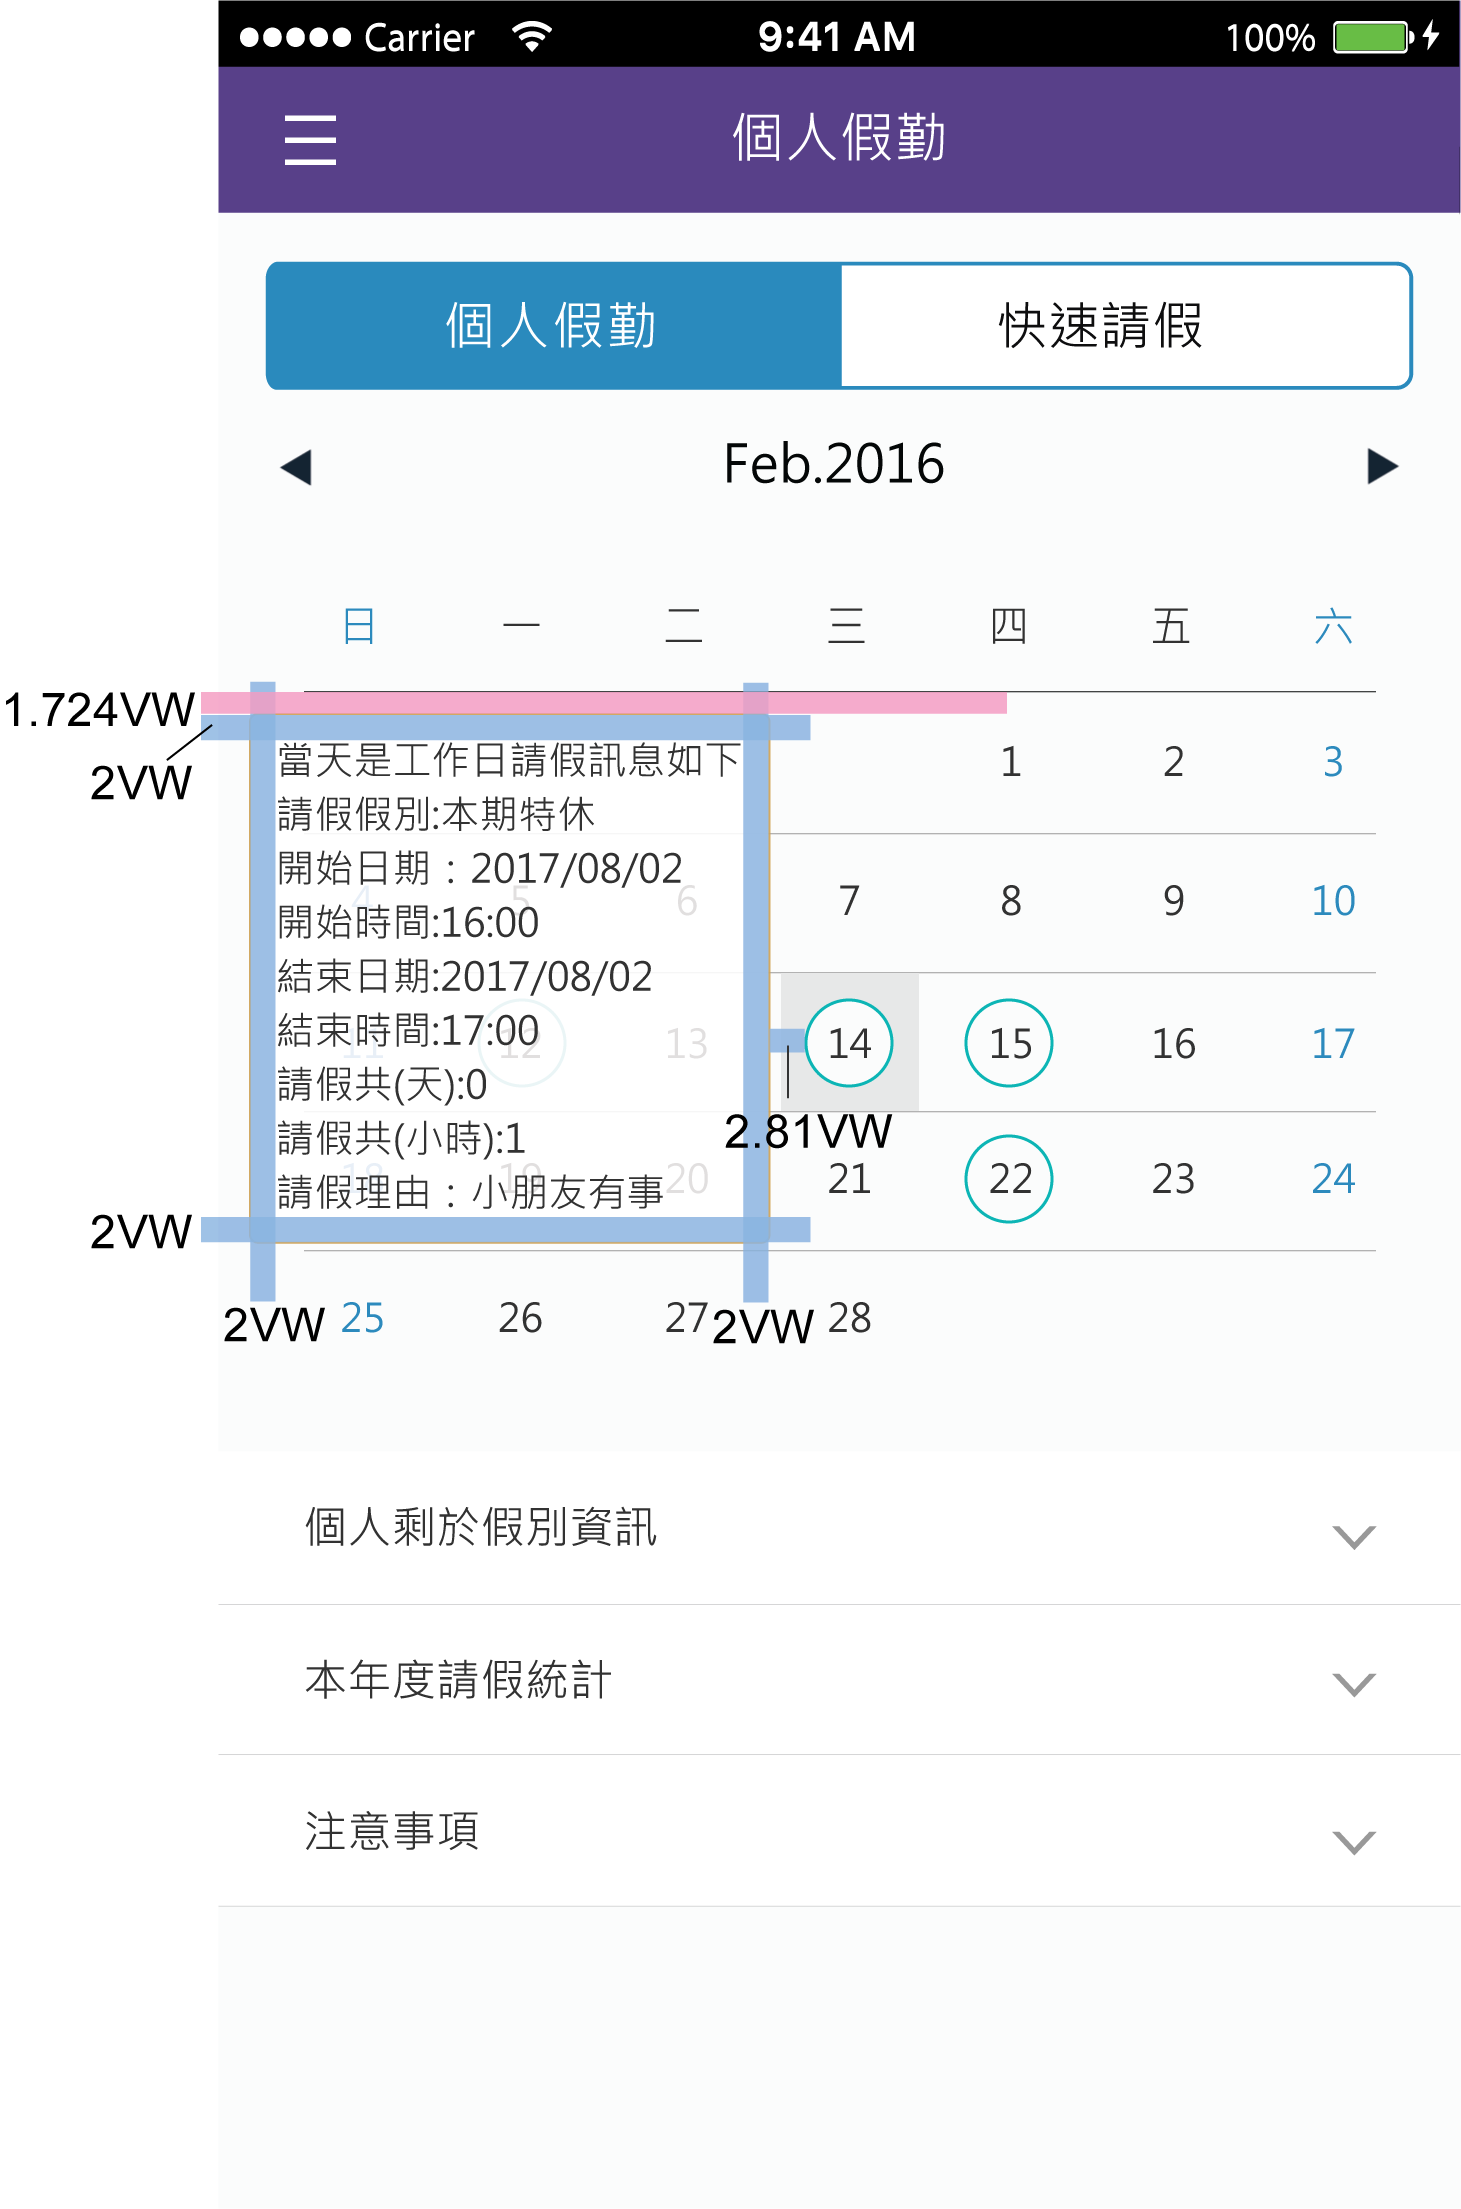 Carrier 9:41 AM 100%
個人假勤
個人假勤 快速請假
Feb.2016
日 一 二 三 四 五 六
1.724VW
2VW
當天是工作日請假訊息如下
請假假別:本期特休
開始日期：2017/08/02
開始時間:16:00
結束日期:2017/08/02
結束時間:17:00
請假共(天):0
請假共(小時):1
請假理由：小朋友有事
1 2 3
4 5 6 7 8 9 10
11 12 13 14 15 16 17
2.81VW
18 19 20 21 22 23 24
2VW
2VW 25 26 27 2VW 28
個人剩於假別資訊
本年度請假統計
注意事項